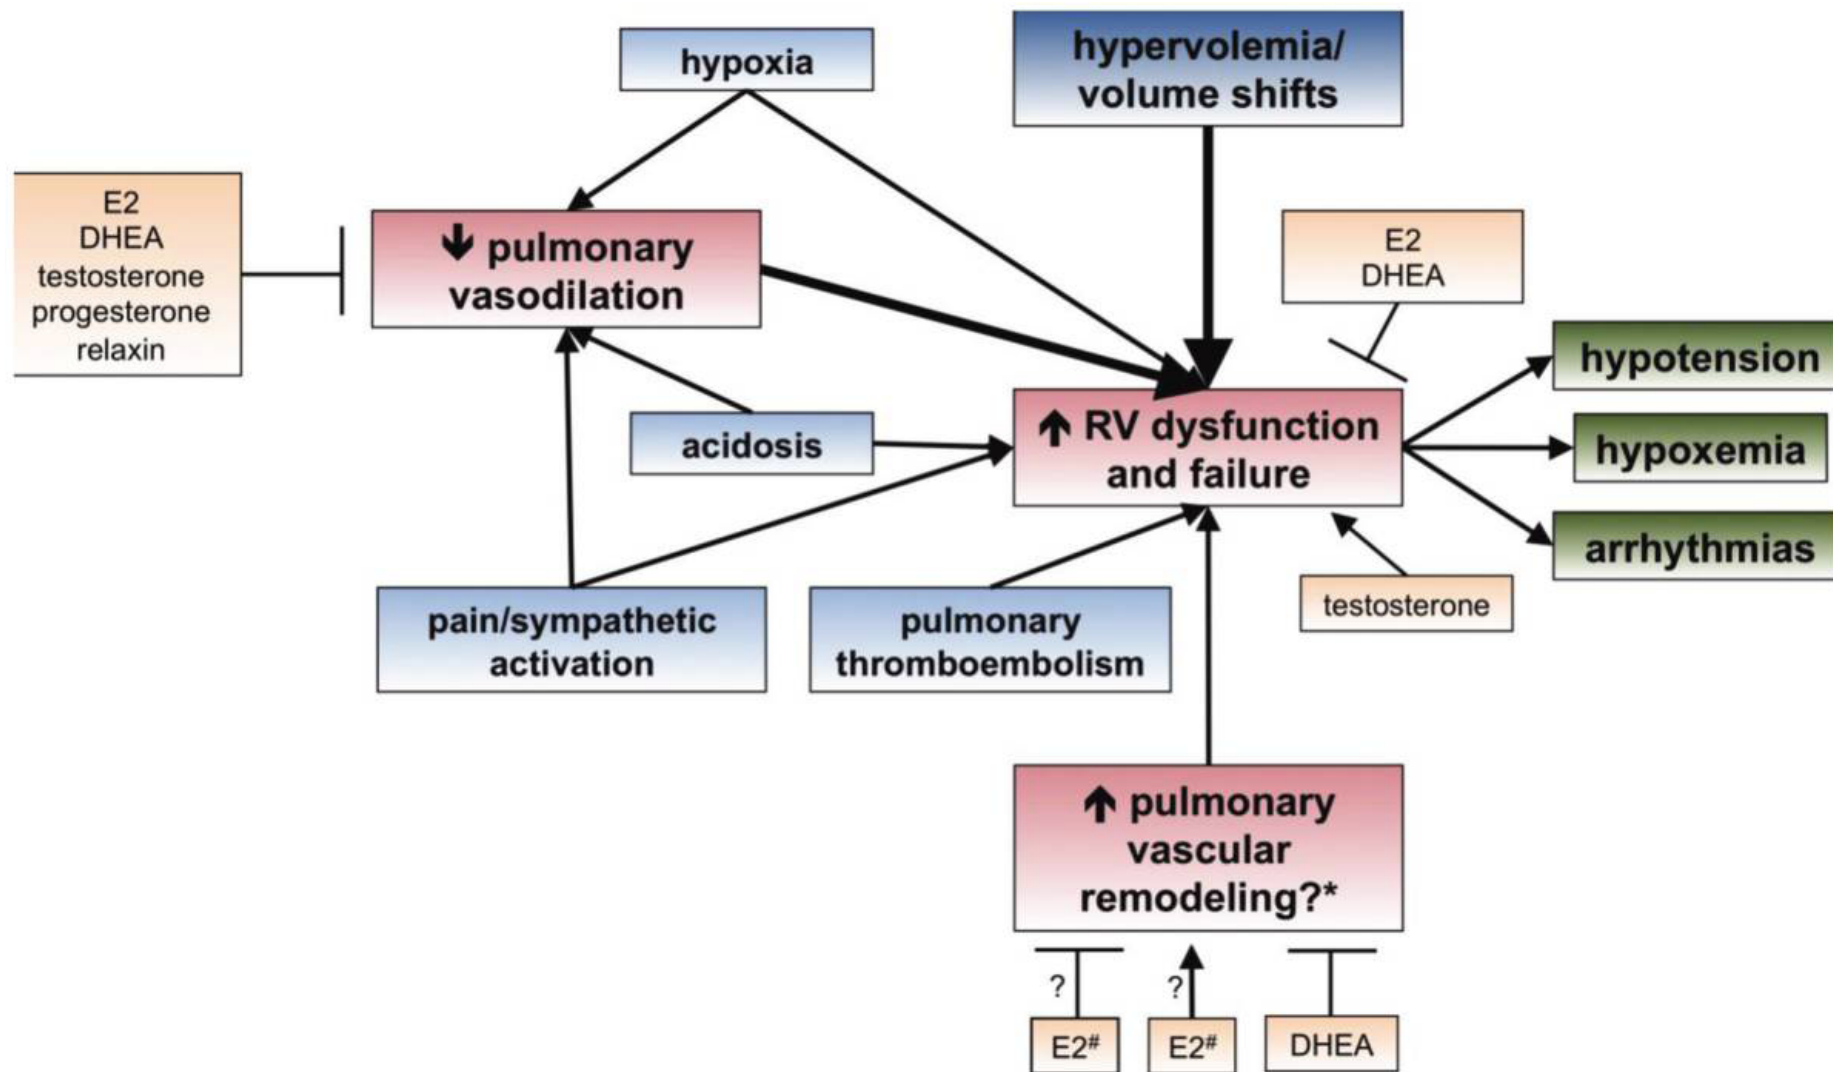 hypoxia
hypervolemia/
volume shifts
E2
DHEA
testosterone
progesterone
relaxin
↓ pulmonary
vasodilation
E2
DHEA
hypotension
acidosis
↑ RV dysfunction
and failure
hypoxemia
arrhythmias
pain/sympathetic
activation
pulmonary
thromboembolism
testosterone
↑ pulmonary
vascular
remodeling?*
?
?
E2#
E2#
DHEA